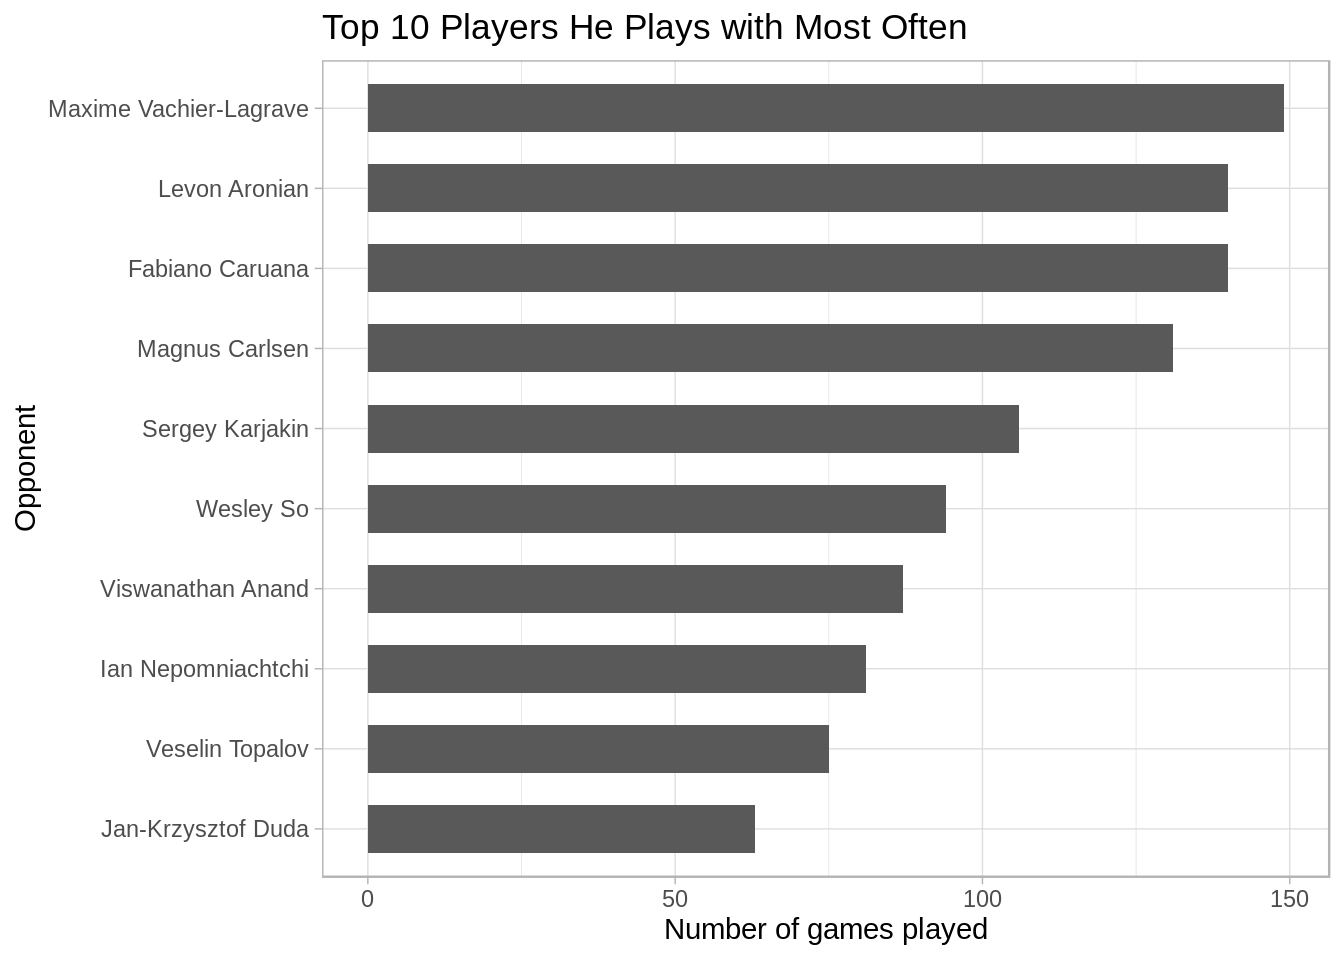 Top 10 Players He Plays with Most Often
Opponent
Maxime Vachier-Lagrave
Levon Aronian
Fabiano Caruana
Magnus Carlsen
Sergey Karjakin
Wesley So
Viswanathan Anand
Ian Nepomniachtchi
Veselin Topalov
Jan-Krzysztof Duda
0 50 100 150
Number of games played